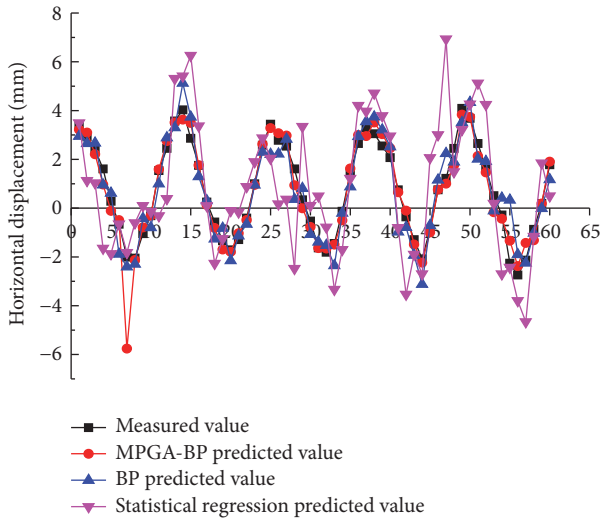 8
6
4
2
0
−2
−4
−6
Horizontal displacement (mm)
0 5 10 15 20 25 30 35 40 45 50 55 60 65
Measured value
MPGA-BP predicted value
BP predicted value
Statistical regression predicted value